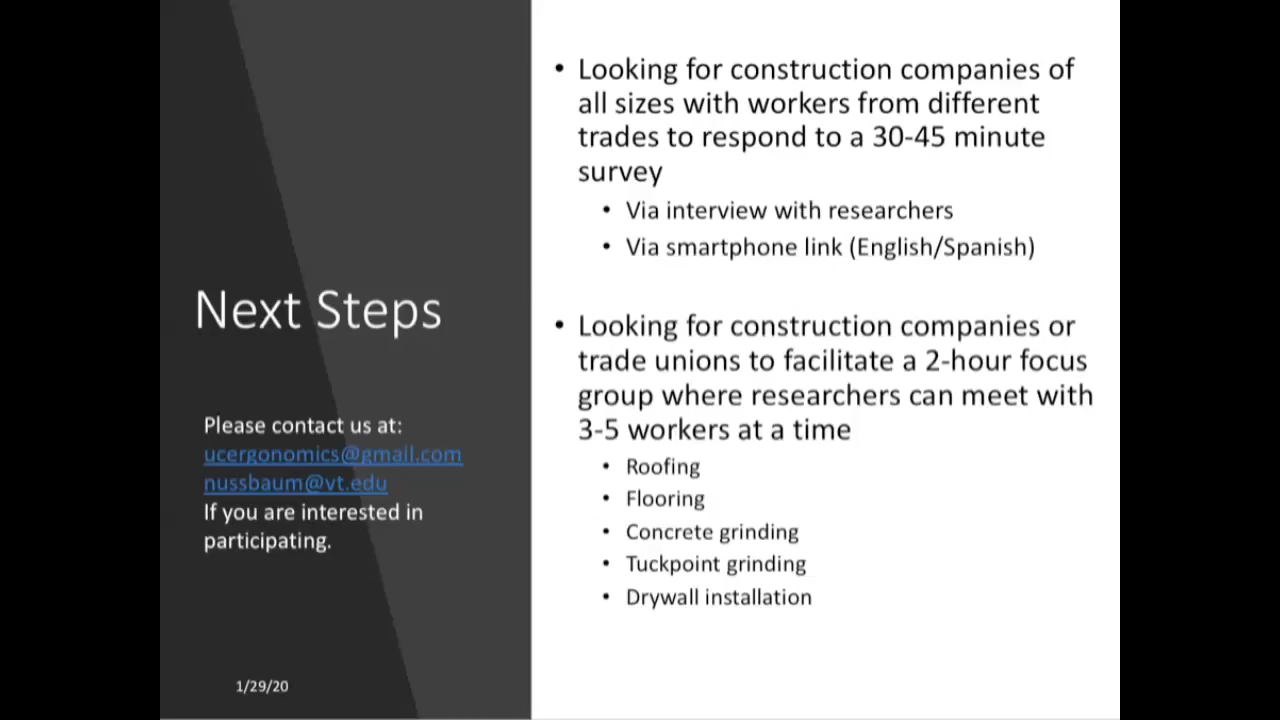 Next Steps
Please contact us at:
ucergonomics@gmail.com
nussbaum@vt.edu
If you are interested in
participating.
1/29/20
• Looking for construction companies of
all sizes with workers from different
trades to respond to a 30-45 minute
survey
• Via interview with researchers
• Via smartphone link (English/Spanish)
• Looking for construction companies or
trade unions to facilitate a 2-hour focus
group where researchers can meet with
3-5 workers at a time
• Roofing
• Flooring
• Concrete grinding
• Tuckpoint grinding
• Drywall installation